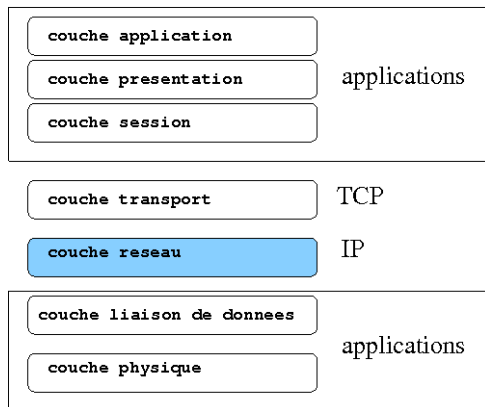 couche application
couche presentation
applications
couche session
couche transport
TCP
couche reseau
IP
couche liaison de donnees
applications
couche physique